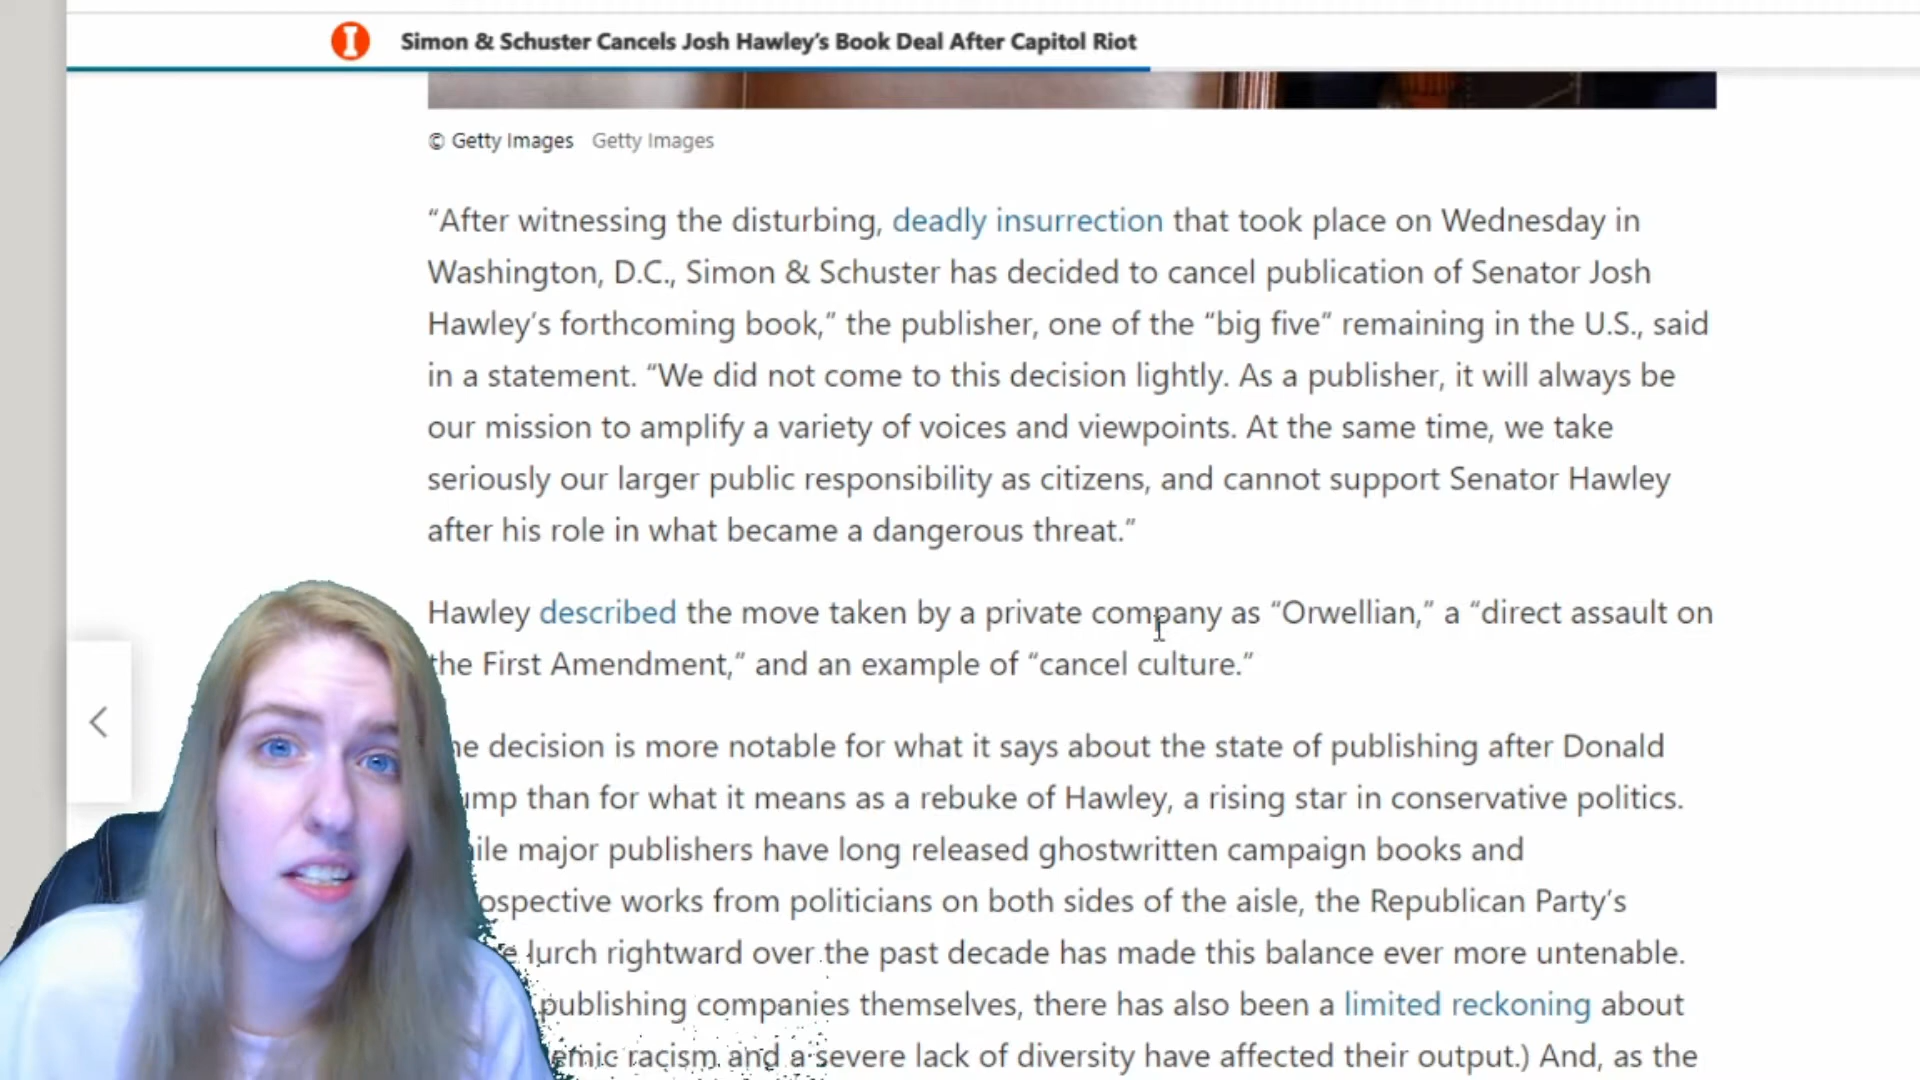 Simon & Schuster Cancels Josh Hawley's Book Deal After Capitol Riot
© Getty Images Getty Images
“After witnessing the disturbing, deadly insurrection that took place on Wednesday in
Washington, D.C., Simon & Schuster has decided to cancel publication of Senator Josh
Hawley’s forthcoming book,” the publisher, one of the “big five” remaining in the U.S., said
in a statement. “We did not come to this decision lightly. As a publisher, it will always be
our mission to amplify a variety of voices and viewpoints. At the same time, we take
seriously our larger public responsibility as citizens, and cannot support Senator Hawley
after his role in what became a dangerous threat.”
Hawley described the move taken by a private company as “Orwellian,” a “direct assault on
the First Amendment,” and an example of “cancel culture.”
decision is more notable for what it says about the state of publishing after Donald
than for what it means as a rebuke of Hawley, a rising star in conservative politics.
major publishers have long released ghostwritten campaign books and
works from politicians on both sides of the aisle, the Republican Party’s
lurch rightward over the past decade has made this balance ever more untenable.
publishing companies themselves, there has also been a limited reckoning about
racism and a severe lack of diversity have affected their output.) And, as the